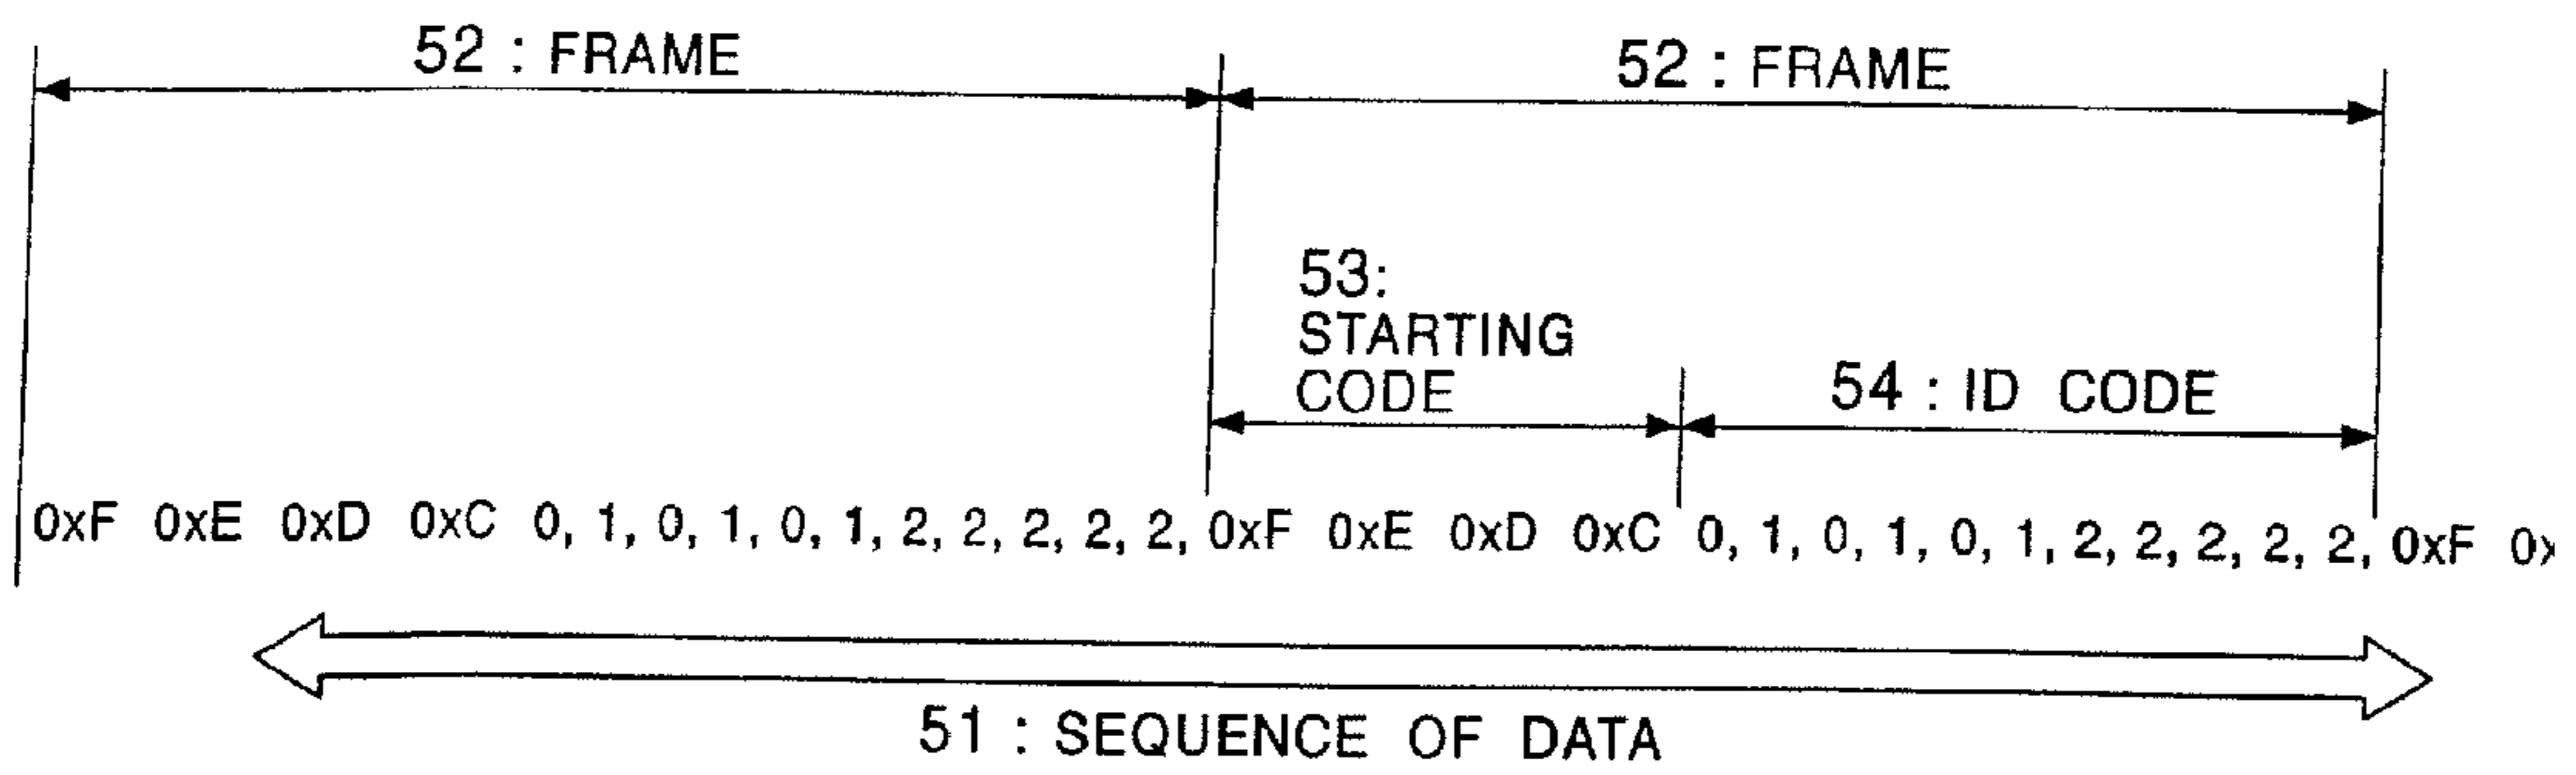 52 : FRAME 52 : FRAME
53:
STARTING
CODE
54 : ID CODE
0xF 0xE 0xD 0xC 0, 1, 0, 1, 0, 1, 2, 2, 2, 2, 2, 0xF 0xE 0xD 0xC 0, 1, 0, 1, 0, 1, 2, 2, 2, 2, 2, 0xF 0x
51 : SEQUENCE OF DATA